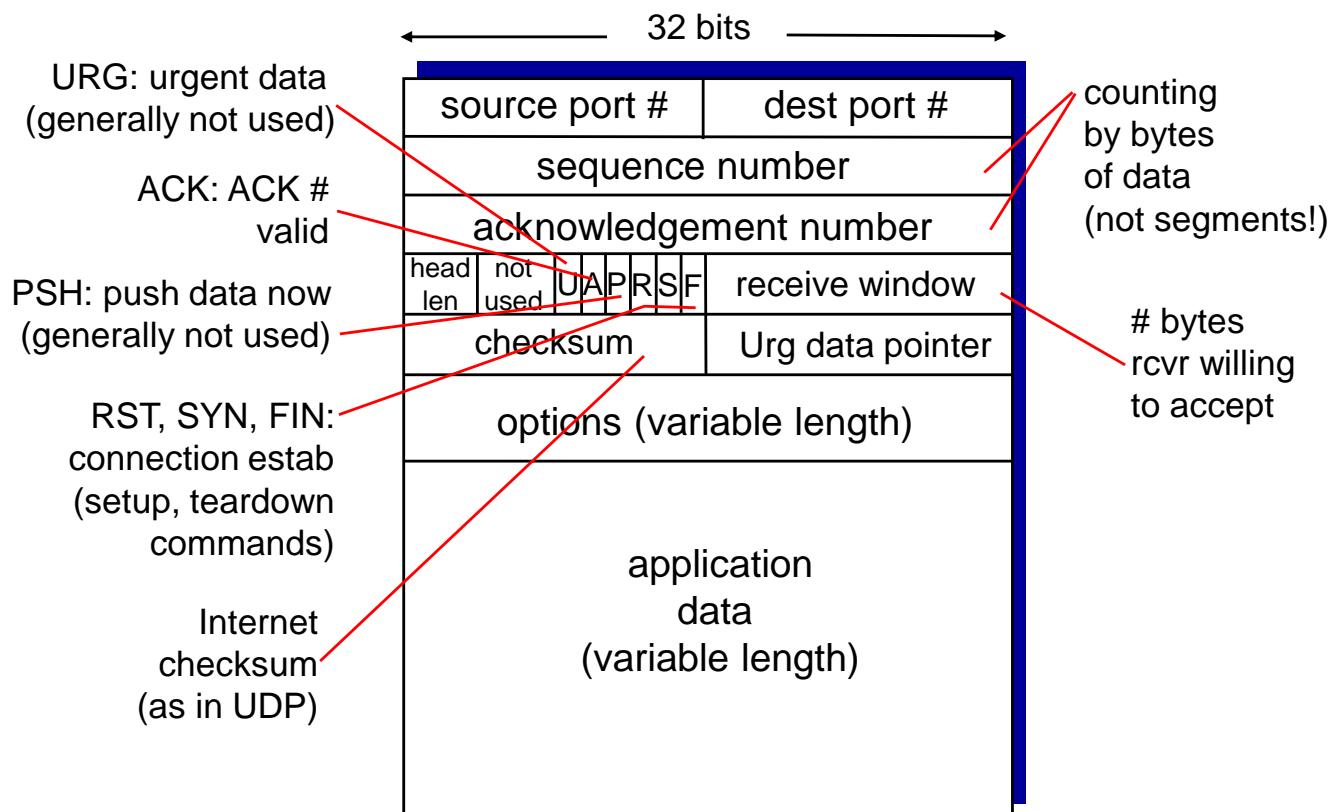 32 bits
URG: urgent data
(generally not used)
ACK: ACK #
valid
PSH: push data now
(generally not used)
RST, SYN, FIN:
connection estab
(setup, teardown
commands)
Internet
checksum
(as in UDP)
source port #
dest port #
sequence number
acknowledgement number
head
len
not
used
U
A
P
R
S
F
receive window
checksum
Urg data pointer
options (variable length)
application
data
(variable length)
counting
by bytes
of data
(not segments!)
# bytes
rcvr willing
to accept